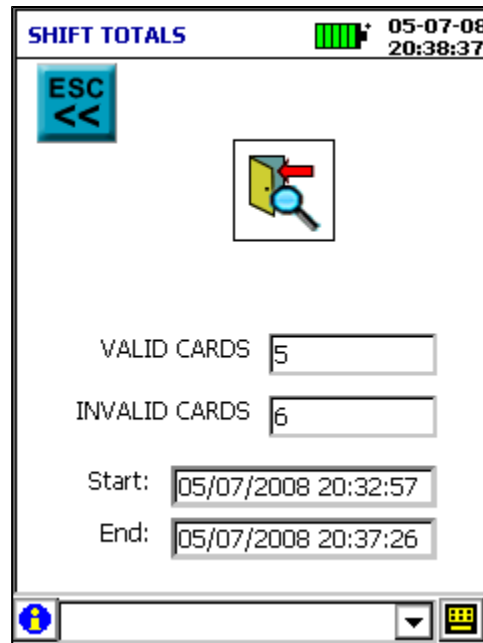 SHIFT TOTALS
05-07-08
20:38:37
ESC
<<
VALID CARDS 5
INVALID CARDS 6
Start: 05/07/2008 20:32:57
End: 05/07/2008 20:37:26